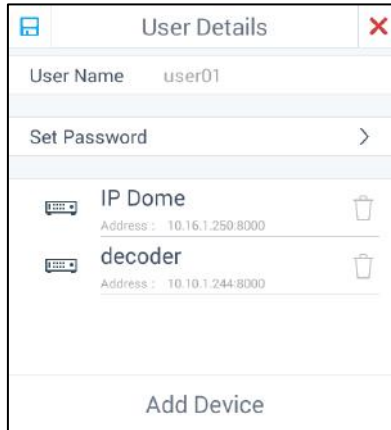 User Details
User Name user01
Set Password
IP Dome
Address : 10.16.1.250:8000
decoder
Address : 10.10.1.244:8000
Add Device